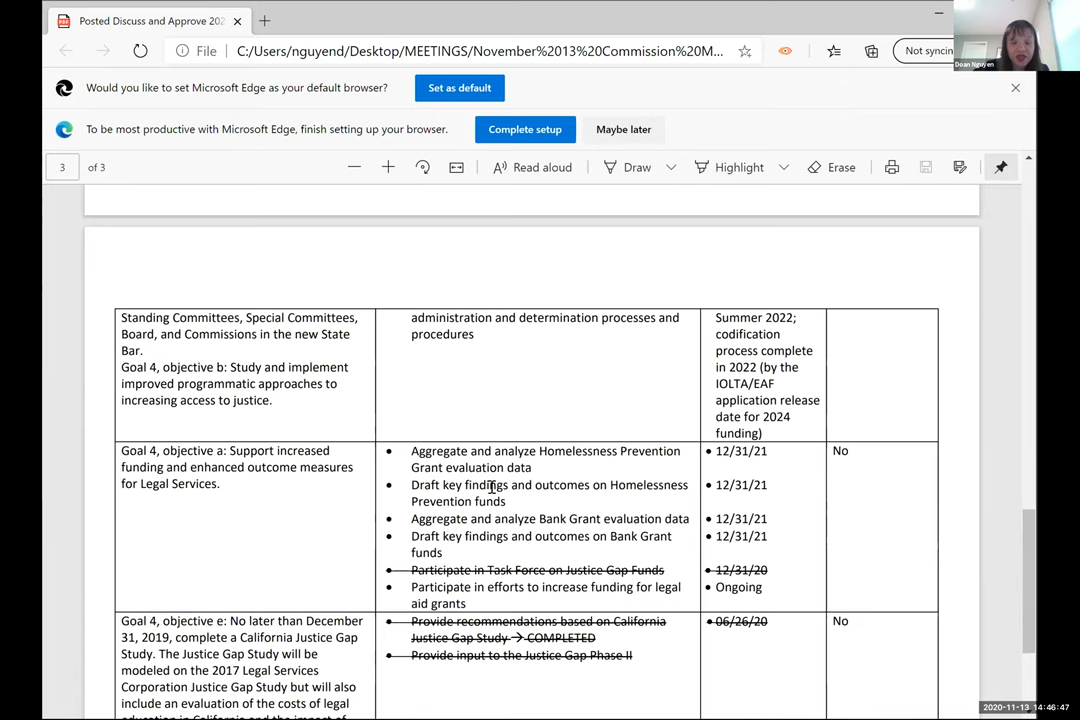 Posted Discuss and Approve 202
File C:/Users/nguyend/Desktop/MEETINGS/November%2013%20Commission%20M...
Not syncin
Doan Nguyen
Would you like to set Microsoft Edge as your default browser?
Set as default
To be most productive with Microsoft Edge, finish setting up your browser.
Complete setup
Maybe later
3 of 3
Read aloud
Draw
Highlight
Erase
Standing Committees, Special Committees,
Board, and Commissions in the new State
Bar.
Goal 4, objective b: Study and implement
improved programmatic approaches to
increasing access to justice.
administration and determination processes and
procedures
Summer 2022;
codification
process complete
in 2022 (by the
IOLTA/EAF
application release
date for 2024
funding)
Goal 4, objective a: Support increased
funding and enhanced outcome measures
for Legal Services.
• Aggregate and analyze Homelessness Prevention
Grant evaluation data
• Draft key findings and outcomes on Homelessness
Prevention funds
• Aggregate and analyze Bank Grant evaluation data
• Draft key findings and outcomes on Bank Grant
funds
• Participate in Task Force on Justice Gap Funds
• Participate in efforts to increase funding for legal
aid grants
• 12/31/21
• 12/31/21
• 12/31/21
• 12/31/21
• 12/31/20
• Ongoing
No
Goal 4, objective e: No later than December
31, 2019, complete a California Justice Gap
Study. The Justice Gap Study will be
modeled on the 2017 Legal Services
Corporation Justice Gap Study but will also
include an evaluation of the costs of legal
education in California and the impact of
• Provide recommendations based on California
Justice Gap Study → COMPLETED
• Provide input to the Justice Gap Phase II
• 06/26/20
No
2020-11-13 14:46:47